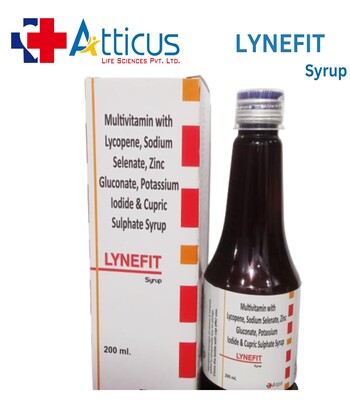 Atticus
LIFE SCIENCES PVT. LTD.
LYNEFIT
Syrup
Multivitamin with
Lycopene, Sodium
Selenate, Zinc
Gluconate, Potassium
Iodide & Cupric
Sulphate Syrup
LYNEFIT
Syrup
200 ml.
Multivitamin with
Lycopene, Sodium Selenate, Zinc
Gluconate, Potassium
Iodide & Cupric Sulphate Syrup
LYNEFIT
Syrup
200 ml.